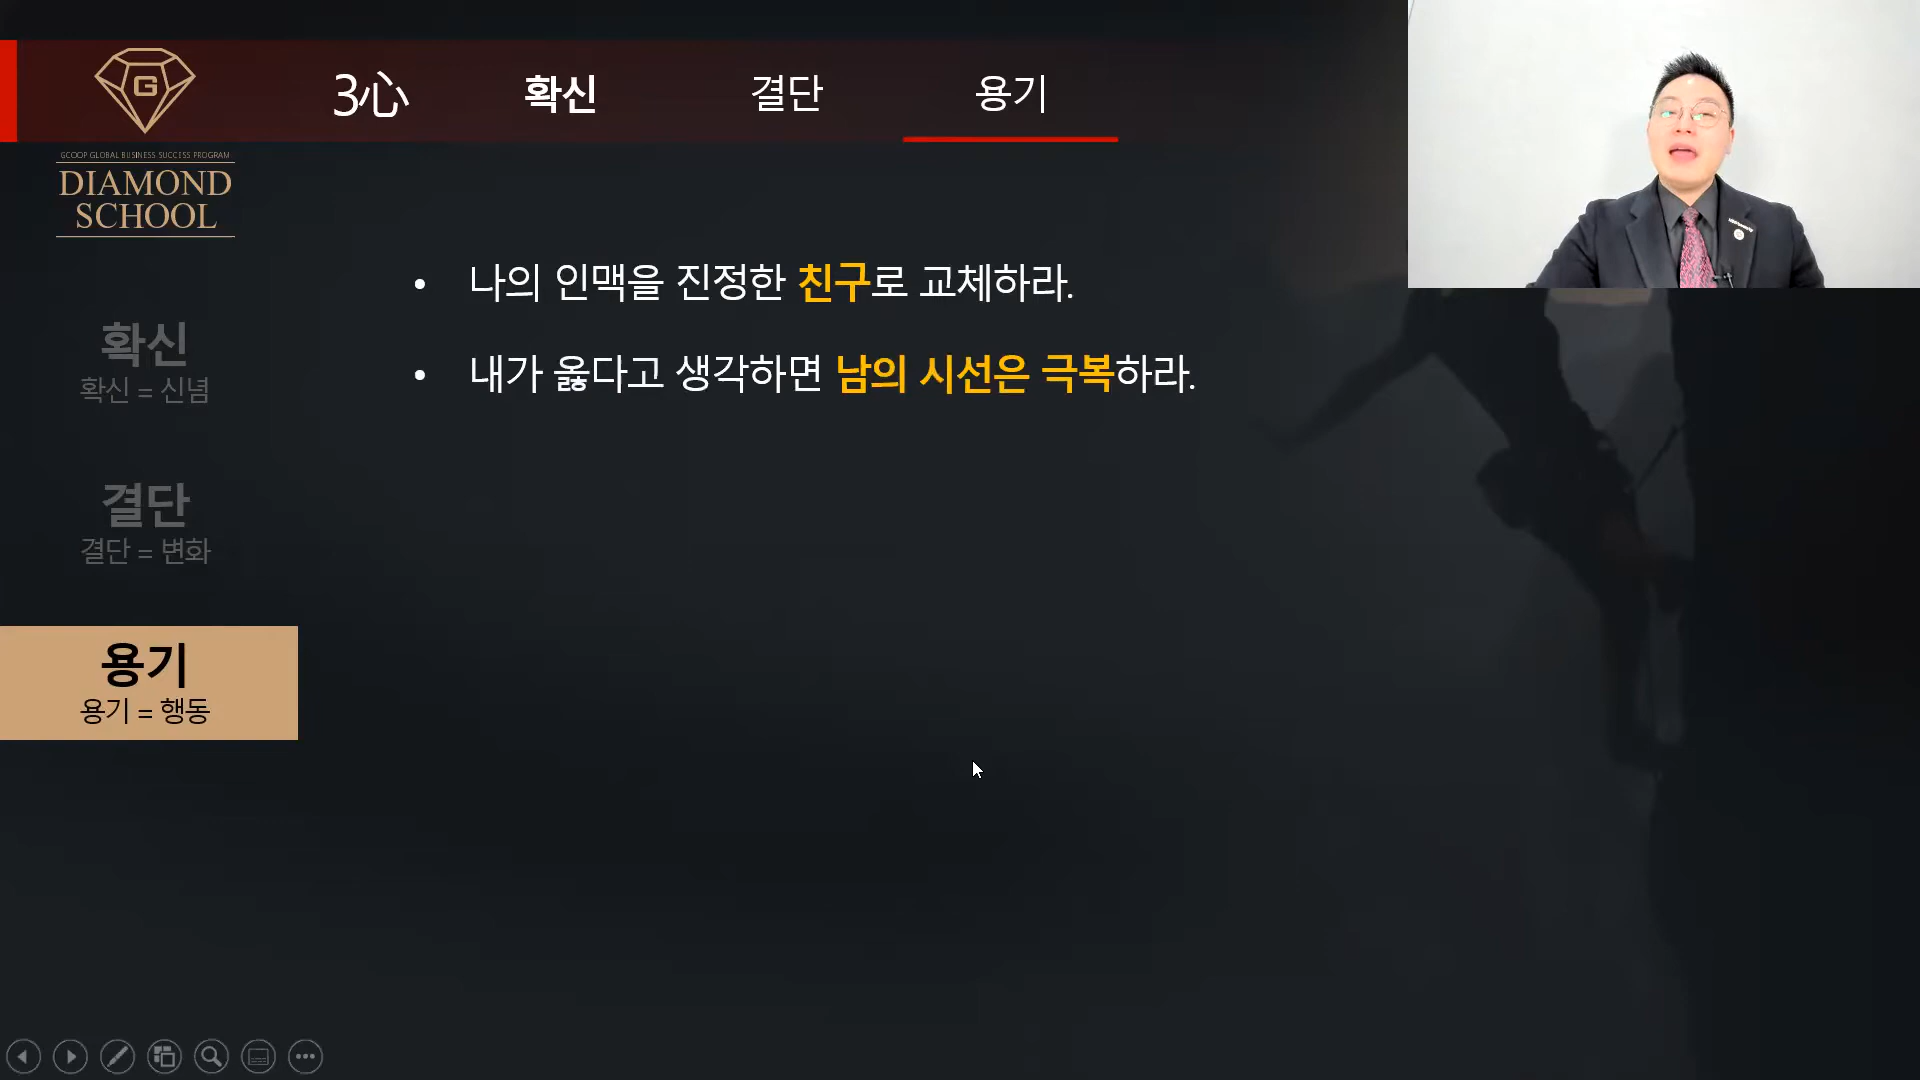 3心
확신
결단
용기
G
GCOOP GLOBAL BUSINESS SUCCESS PROGRAM
DIAMOND
SCHOOL
• 나의 인맥을 진정한 친구로 교체하라.
• 내가 옳다고 생각하면 남의 시선은 극복하라.
확신
확신 = 신념
결단
결단 = 변화
용기
용기 = 행동